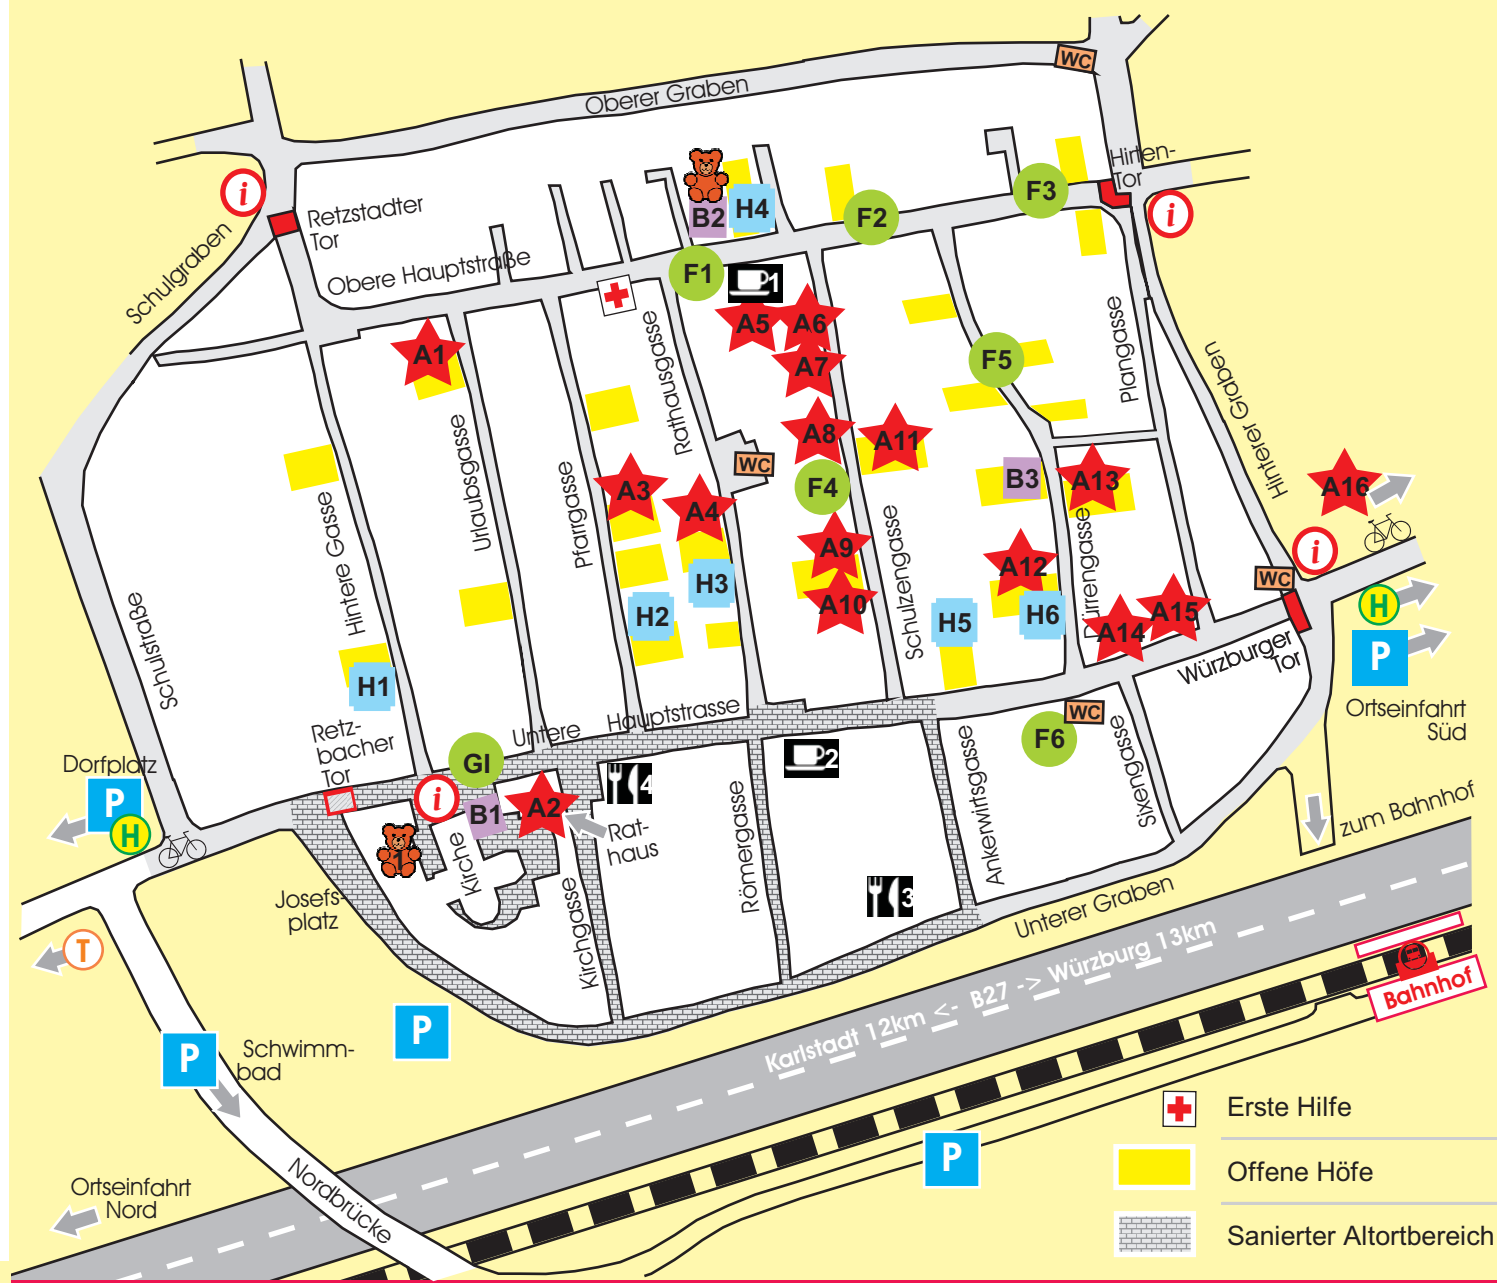 WC
Oberer Graben
Hirten-
Tor
i
F3
H4
B2
F2
i
Retzstadter
Tor
Schulgraben
Obere Hauptstraße
F1
1
A5
A6
A7
A1
Rathausgasse
Plangasse
F5
Hinterer Graben
Urlaubsgasse
Pfarrgasse
A8
A11
WC
F4
B3
A13
A16
A3
A4
Hintere Gasse
Schulzengasse
Dürrengasse
i
A9
A12
WC
H
H3
A10
H2
H5
H6
A14
A15
Schulstraße
P
H1
Würzburger
Tor
Ortseinfahrt
Süd
Retz-
bacher
Tor
Untere
Hauptstrasse
WC
F6
GI
Dorfplatz
P
H
2
4
i
B1
A2
Rat-
haus
Römergasse
Ankerwirtsgasse
Sixengasse
zum Bahnhof
1
Kirche
3
Josefs-
platz
Kirchgasse
Unterer Graben
T
Karlstadt 12km <- B27 -> Würzburg 13km
Bahnhof
P
P
Schwimm-
bad
Erste Hilfe
P
Offene Höfe
Nordbrücke
Ortseinfahrt
Nord
Sanierter Altortbereich